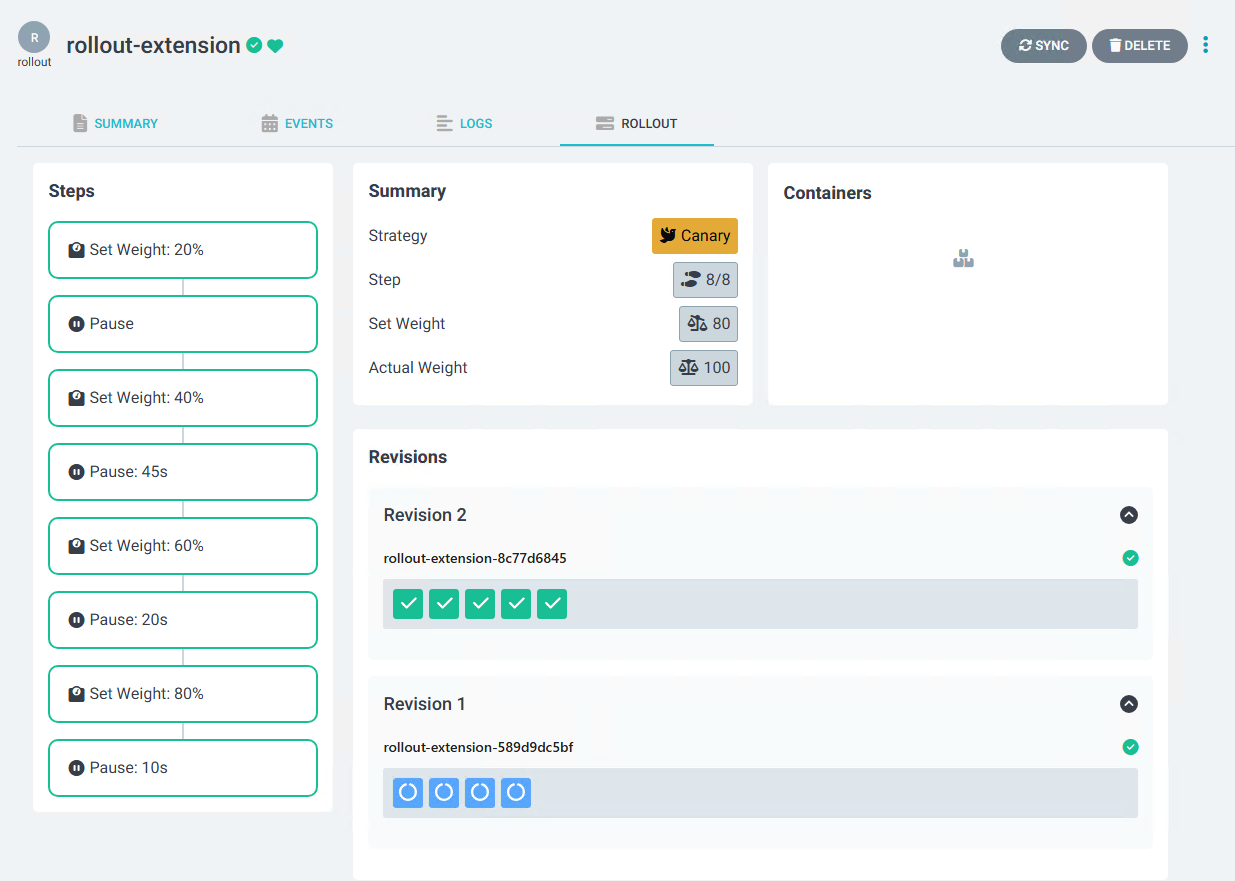 R
rollout
rollout-extension
SYNC
DELETE
SUMMARY
EVENTS
LOGS
ROLLOUT
Steps
Set Weight: 20%
Pause
Set Weight: 40%
Pause: 45s
Set Weight: 60%
Pause: 20s
Set Weight: 80%
Pause: 10s
Summary
Strategy
Canary
Step
8/8
Set Weight
80
Actual Weight
100
Containers
Revisions
Revision 2
rollout-extension-8c77d6845
Revision 1
rollout-extension-589d9dc5bf